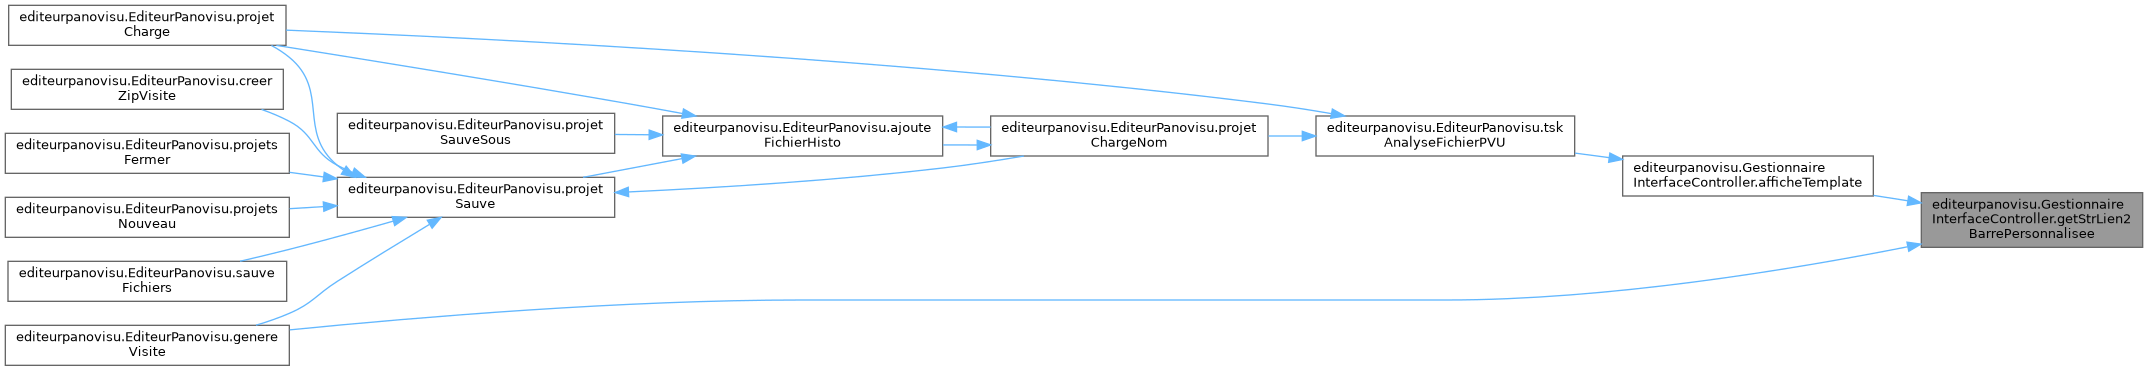 editeurpanovisu.EditeurPanovisu.projet
Charge
editeurpanovisu.EditeurPanovisu.creer
ZipVisite
editeurpanovisu.EditeurPanovisu.projets
Fermer
editeurpanovisu.EditeurPanovisu.projets
Nouveau
editeurpanovisu.EditeurPanovisu.sauve
Fichiers
editeurpanovisu.EditeurPanovisu.genere
Visite
editeurpanovisu.EditeurPanovisu.projet
SauveSous
editeurpanovisu.EditeurPanovisu.projet
Sauve
editeurpanovisu.EditeurPanovisu.ajoute
FichierHisto
editeurpanovisu.EditeurPanovisu.projet
ChargeNom
editeurpanovisu.EditeurPanovisu.tsk
AnalyseFichierPVU
editeurpanovisu.Gestionnaire
InterfaceController.afficheTemplate
editeurpanovisu.Gestionnaire
InterfaceController.getStrLien2
BarrePersonnalisee